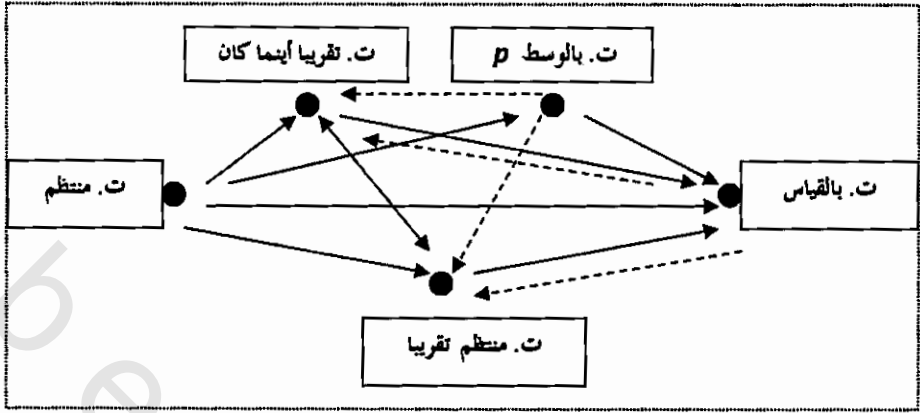 ت. بالوسط p
ت. تقريبا أينما كان
ت. بالقياس
ت. منتظم
ت. منتظم تقريبا